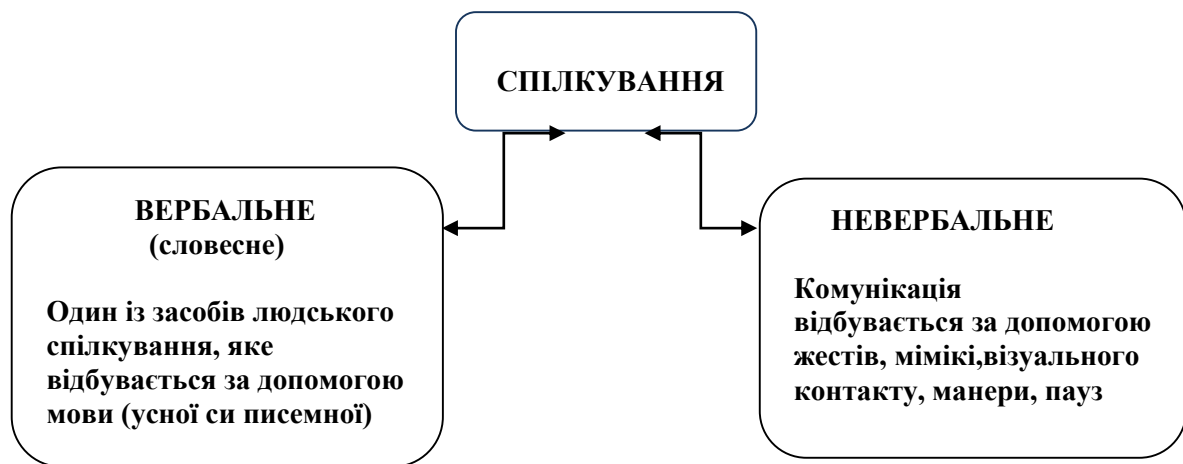 СПІЛКУВАННЯ
ВЕРБАЛЬНЕ
(словесне)
Один із засобів людського
спілкування, яке
відбувається за допомогою
мови (усної си писемної)
НЕВЕРБАЛЬНЕ
Комунікація
відбувається за допомогою
жестів, мімікі,візуального
контакту, манери, пауз